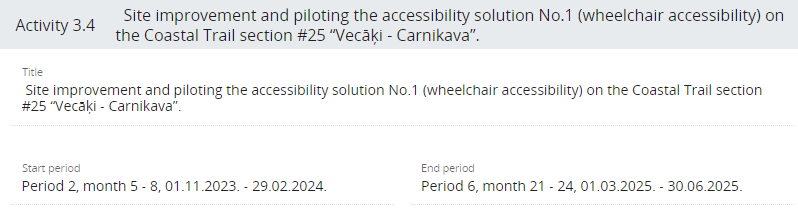 Activity 3.4
Site improvement and piloting the accessibility solution No.1 (wheelchair accessibility) on
the Coastal Trail section #25 “Vecāķi - Carnikava”.
Title
Site improvement and piloting the accessibility solution No.1 (wheelchair accessibility) on the Coastal Trail section
#25 “Vecāķi - Carnikava”.
Start period
Period 2, month 5 - 8, 01.11.2023. - 29.02.2024.
End period
Period 6, month 21 - 24, 01.03.2025. - 30.06.2025.